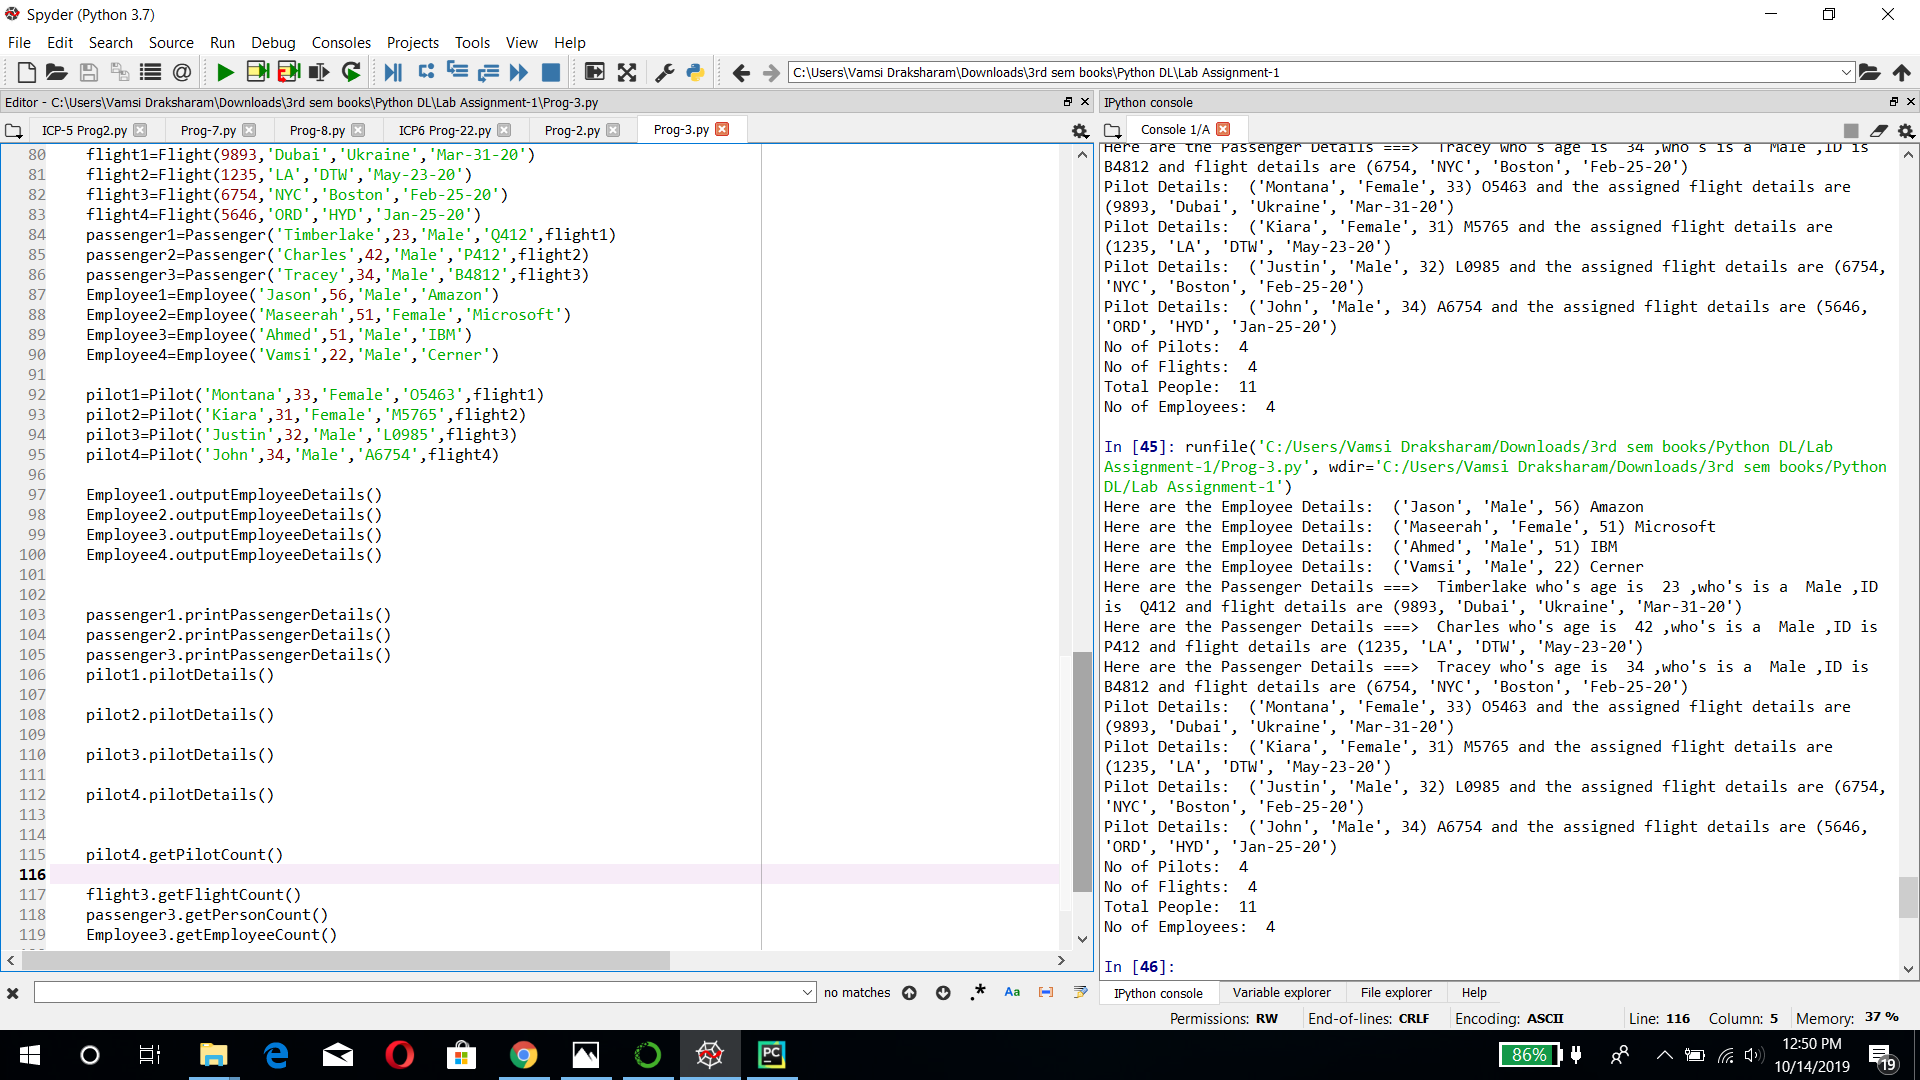 Spyder (Python 3.7)
File Edit Search Source Run Debug Consoles Projects Tools View Help
C:\Users\Vamsi Draksharam\Downloads\3rd sem books\Python DL\Lab Assignment-1
Editor - C:\Users\Vamsi Draksharam\Downloads\3rd sem books\Python DL\Lab Assignment-1\Prog-3.py
ICP-5 Prog2.py Prog-7.py Prog-8.py ICP6 Prog-22.py Prog-2.py Prog-3.py
80 flight1=Flight(9893,'Dubai','Ukraine','Mar-31-20')
81 flight2=Flight(1235,'LA','DTW','May-23-20')
82 flight3=Flight(6754,'NYC','Boston','Feb-25-20')
83 flight4=Flight(5646,'ORD','HYD','Jan-25-20')
84 passenger1=Passenger('Timberlake',23,'Male','Q412',flight1)
85 passenger2=Passenger('Charles',42,'Male','P412',flight2)
86 passenger3=Passenger('Tracey',34,'Male','B4812',flight3)
87 Employee1=Employee('Jason',56,'Male','Amazon')
88 Employee2=Employee('Maseerah',51,'Female','Microsoft')
89 Employee3=Employee('Ahmed',51,'Male','IBM')
90 Employee4=Employee('Vamsi',22,'Male','Cerner')
91
92 pilot1=Pilot('Montana',33,'Female','O5463',flight1)
93 pilot2=Pilot('Kiara',31,'Female','M5765',flight2)
94 pilot3=Pilot('Justin',32,'Male','L0985',flight3)
95 pilot4=Pilot('John',34,'Male','A6754',flight4)
96
97 Employee1.outputEmployeeDetails()
98 Employee2.outputEmployeeDetails()
99 Employee3.outputEmployeeDetails()
100 Employee4.outputEmployeeDetails()
101
102
103 passenger1.printPassengerDetails()
104 passenger2.printPassengerDetails()
105 passenger3.printPassengerDetails()
106 pilot1.pilotDetails()
107
108 pilot2.pilotDetails()
109
110 pilot3.pilotDetails()
111
112 pilot4.pilotDetails()
113
114
115 pilot4.getPilotCount()
116
117 flight3.getFlightCount()
118 passenger3.getPersonCount()
119 Employee3.getEmployeeCount()
no matches
IPython console
Console 1/A
Here are the Passenger Details ===>  Tracey who's age is  34 ,who's is a  Male ,ID is
B4812 and flight details are (6754, 'NYC', 'Boston', 'Feb-25-20')
Pilot Details:  ('Montana', 'Female', 33) O5463 and the assigned flight details are
(9893, 'Dubai', 'Ukraine', 'Mar-31-20')
Pilot Details:  ('Kiara', 'Female', 31) M5765 and the assigned flight details are
(1235, 'LA', 'DTW', 'May-23-20')
Pilot Details:  ('Justin', 'Male', 32) L0985 and the assigned flight details are (6754,
'NYC', 'Boston', 'Feb-25-20')
Pilot Details:  ('John', 'Male', 34) A6754 and the assigned flight details are (5646,
'ORD', 'HYD', 'Jan-25-20')
No of Pilots:  4
No of Flights:  4
Total People:  11
No of Employees:  4
In [45]: runfile('C:/Users/Vamsi Draksharam/Downloads/3rd sem books/Python DL/Lab
Assignment-1/Prog-3.py', wdir='C:/Users/Vamsi Draksharam/Downloads/3rd sem books/Python
DL/Lab Assignment-1')
Here are the Employee Details:  ('Jason', 'Male', 56) Amazon
Here are the Employee Details:  ('Maseerah', 'Female', 51) Microsoft
Here are the Employee Details:  ('Ahmed', 'Male', 51) IBM
Here are the Employee Details:  ('Vamsi', 'Male', 22) Cerner
Here are the Passenger Details ===>  Timberlake who's age is  23 ,who's is a  Male ,ID
is  Q412 and flight details are (9893, 'Dubai', 'Ukraine', 'Mar-31-20')
Here are the Passenger Details ===>  Charles who's age is  42 ,who's is a  Male ,ID is
P412 and flight details are (1235, 'LA', 'DTW', 'May-23-20')
Here are the Passenger Details ===>  Tracey who's age is  34 ,who's is a  Male ,ID is
B4812 and flight details are (6754, 'NYC', 'Boston', 'Feb-25-20')
Pilot Details:  ('Montana', 'Female', 33) O5463 and the assigned flight details are
(9893, 'Dubai', 'Ukraine', 'Mar-31-20')
Pilot Details:  ('Kiara', 'Female', 31) M5765 and the assigned flight details are
(1235, 'LA', 'DTW', 'May-23-20')
Pilot Details:  ('Justin', 'Male', 32) L0985 and the assigned flight details are (6754,
'NYC', 'Boston', 'Feb-25-20')
Pilot Details:  ('John', 'Male', 34) A6754 and the assigned flight details are (5646,
'ORD', 'HYD', 'Jan-25-20')
No of Pilots:  4
No of Flights:  4
Total People:  11
No of Employees:  4
In [46]:
IPython console Variable explorer File explorer Help
Permissions: RW End-of-lines: CRLF Encoding: ASCII Line: 116 Column: 5 Memory: 37 %
86% 12:50 PM
10/14/2019 19